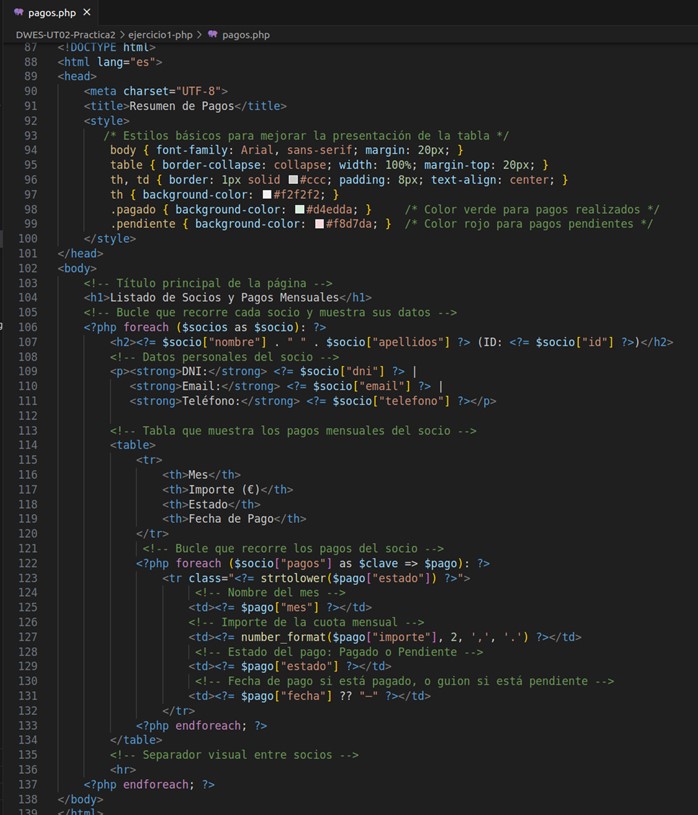 pagos.php ×
DWES-UT02-Practica2 > ejercicio1-php > pagos.php
87 <!DOCTYPE html>
88 <html lang="es">
89 <head>
90 <meta charset="UTF-8">
91 <title>Resumen de Pagos</title>
92 <style>
93 /* Estilos básicos para mejorar la presentación de la tabla */
94 body { font-family: Arial, sans-serif; margin: 20px; }
95 table { border-collapse: collapse; width: 100%; margin-top: 20px; }
96 th, td { border: 1px solid #ccc; padding: 8px; text-align: center; }
97 th { background-color: #f2f2f2; }
98 .pagado { background-color: #d4edda; } /* Color verde para pagos realizados */
99 .pendiente { background-color: #f8d7da; } /* Color rojo para pagos pendientes */
100 </style>
101 </head>
102 <body>
103 <!-- Título principal de la página -->
104 <h1>Listado de Socios y Pagos Mensuales</h1>
105 <!-- Bucle que recorre cada socio y muestra sus datos -->
106 <?php foreach ($socios as $socio): ?>
107 <h2><?= $socio["nombre"] . " " . $socio["apellidos"] ?> (ID: <?= $socio["id"] ?>)</h2>
108 <!-- Datos personales del socio -->
109 <p><strong>DNI:</strong> <?= $socio["dni"] ?> |
110 <strong>Email:</strong> <?= $socio["email"] ?> |
111 <strong>Teléfono:</strong> <?= $socio["telefono"] ?></p>
112
113 <!-- Tabla que muestra los pagos mensuales del socio -->
114 <table>
115 <tr>
116 <th>Mes</th>
117 <th>Importe (€)</th>
118 <th>Estado</th>
119 <th>Fecha de Pago</th>
120 </tr>
121 <!-- Bucle que recorre los pagos del socio -->
122 <?php foreach ($socio["pagos"] as $clave => $pago): ?>
123 <tr class="<?= strtolower($pago["estado"]) ?>">
124 <!-- Nombre del mes -->
125 <td><?= $pago["mes"] ?></td>
126 <!-- Importe de la cuota mensual -->
127 <td><?= number_format($pago["importe"], 2, ',', '.') ?></td>
128 <!-- Estado del pago: Pagado o Pendiente -->
129 <td><?= $pago["estado"] ?></td>
130 <!-- Fecha de pago si está pagado, o guion si está pendiente -->
131 <td><?= $pago["fecha"] ?? "—" ?></td>
132 </tr>
133 <?php endforeach; ?>
134 </table>
135 <!-- Separador visual entre socios -->
136 <hr>
137 <?php endforeach; ?>
138 </body>
139 </html>